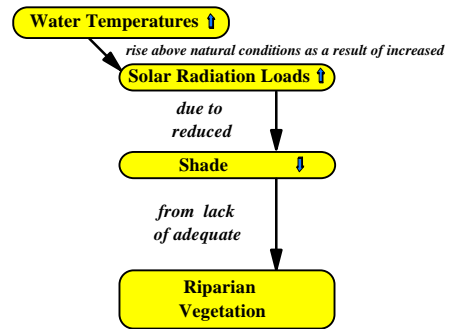 Water Temperatures ⇧
rise above natural conditions as a result of increased
Solar Radiation Loads ⇧
due to
reduced
Shade ⇩
from lack
of adequate
Riparian
Vegetation